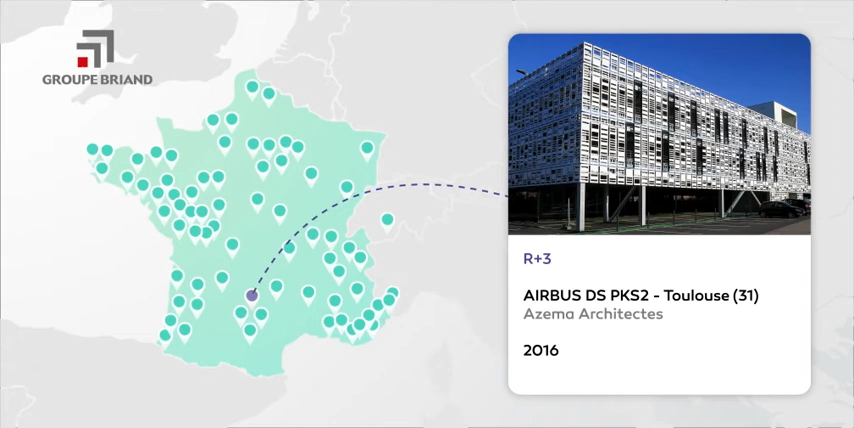 GROUPE BRIAND
R+3
AIRBUS DS PKS2 - Toulouse (31)
Azema Architectes
2016